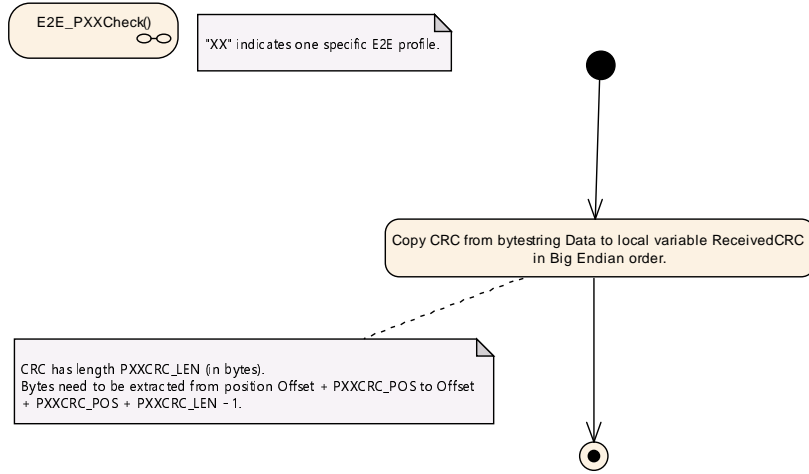 E2E_PXXCheck()
"XX" indicates one specific E2E profile.
Copy CRC from bytestring Data to local variable ReceivedCRC
in Big Endian order.
CRC has length PXXCRC_LEN (in bytes).
Bytes need to be extracted from position Offset + PXXCRC_POS to Offset
+ PXXCRC_POS + PXXCRC_LEN - 1.